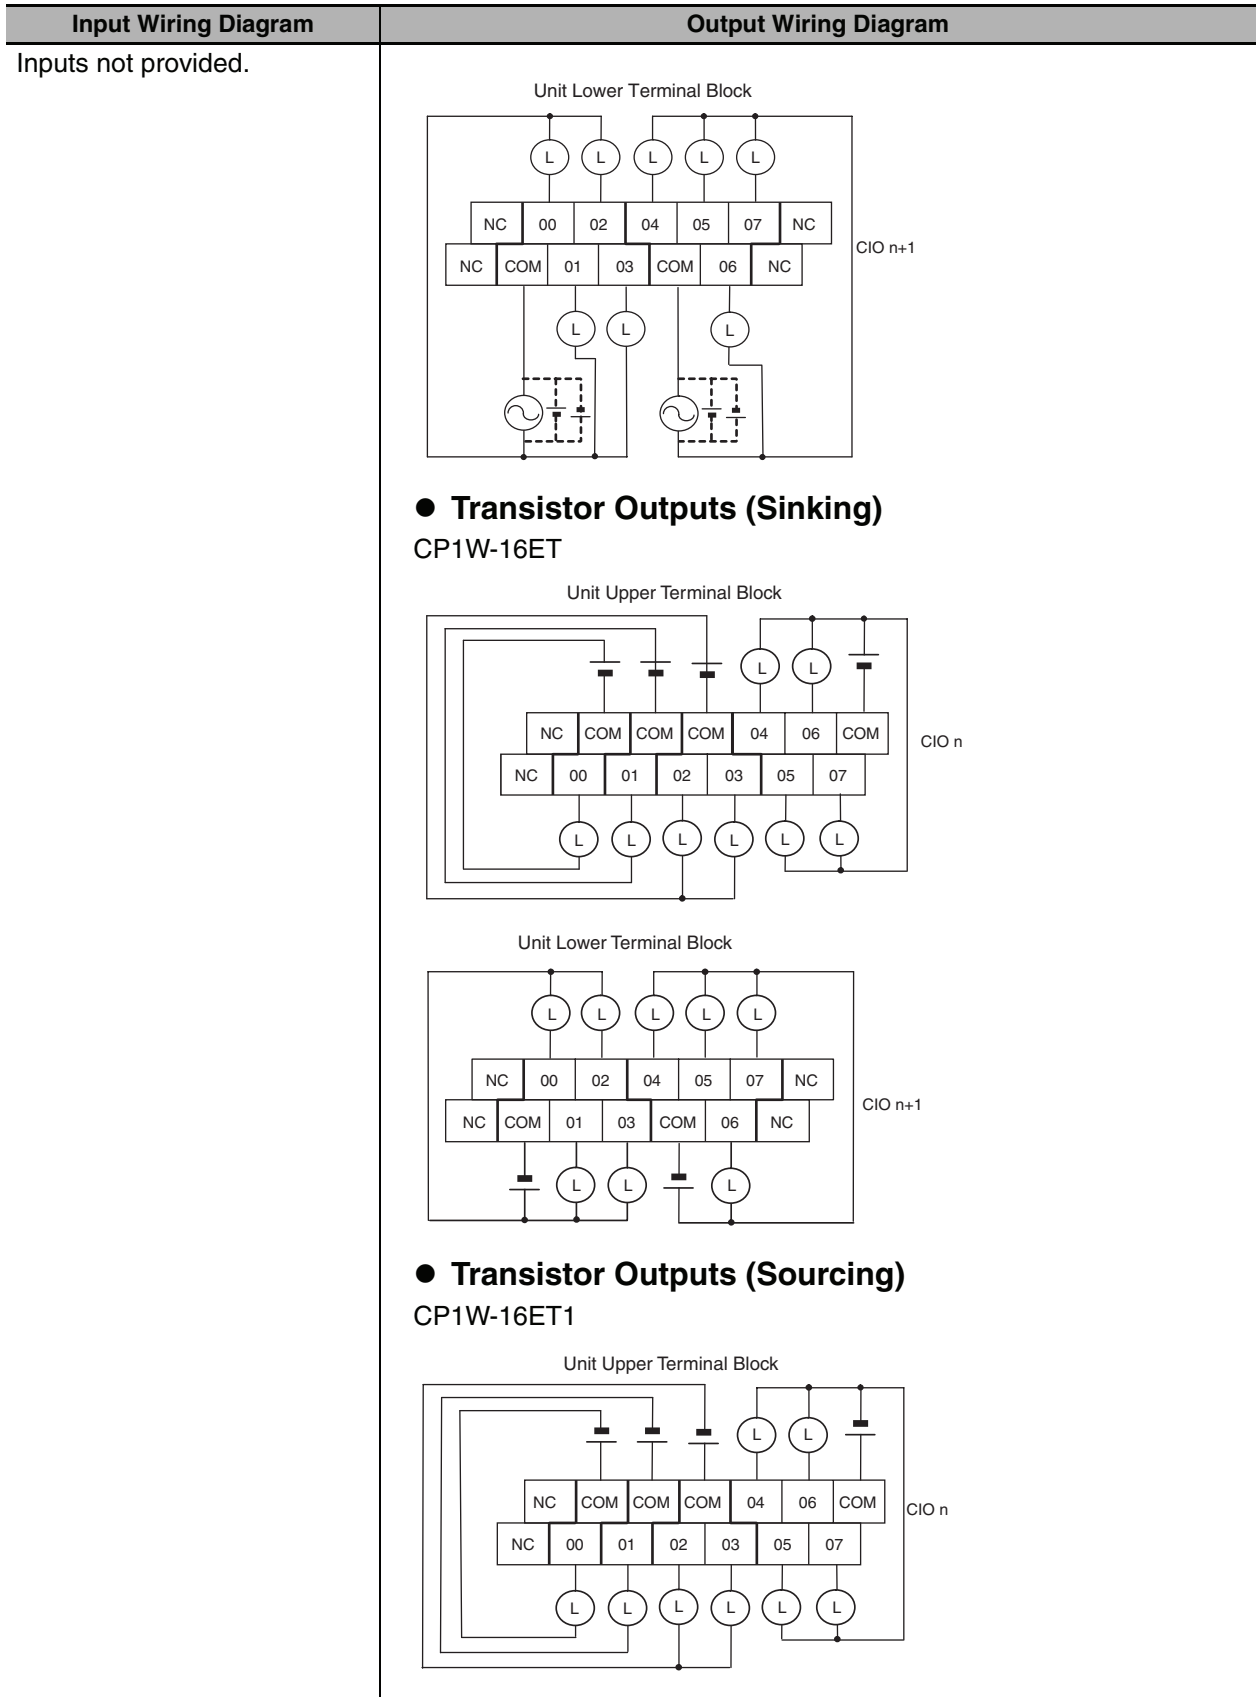 Input Wiring Diagram Output Wiring Diagram
Inputs not provided.
Unit Lower Terminal Block
L L L L L
NC 00 02 04 05 07 NC
CIO n+1
NC COM 01 03 COM 06 NC
L L L
● Transistor Outputs (Sinking)
CP1W-16ET
Unit Upper Terminal Block
L L
NC COM COM COM 04 06 COM
CIO n
NC 00 01 02 03 05 07
L L L L L L
Unit Lower Terminal Block
L L L L L
NC 00 02 04 05 07 NC
CIO n+1
NC COM 01 03 COM 06 NC
L L L
● Transistor Outputs (Sourcing)
CP1W-16ET1
Unit Upper Terminal Block
L L
NC COM COM COM 04 06 COM
CIO n
NC 00 01 02 03 05 07
L L L L L L